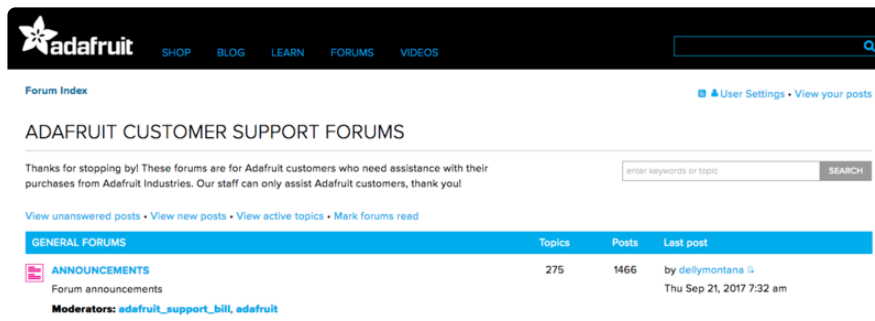 adafruit SHOP BLOG LEARN FORUMS VIDEOS
Forum Index
User Settings • View your posts
ADAFRUIT CUSTOMER SUPPORT FORUMS
Thanks for stopping by! These forums are for Adafruit customers who need assistance with their
purchases from Adafruit Industries. Our staff can only assist Adafruit customers, thank you!
enter keywords or topic SEARCH
View unanswered posts • View new posts • View active topics • Mark forums read
GENERAL FORUMS Topics Posts Last post
ANNOUNCEMENTS 275 1466 by dellymontana
Forum announcements Thu Sep 21, 2017 7:32 am
Moderators: adafruit_support_bill, adafruit